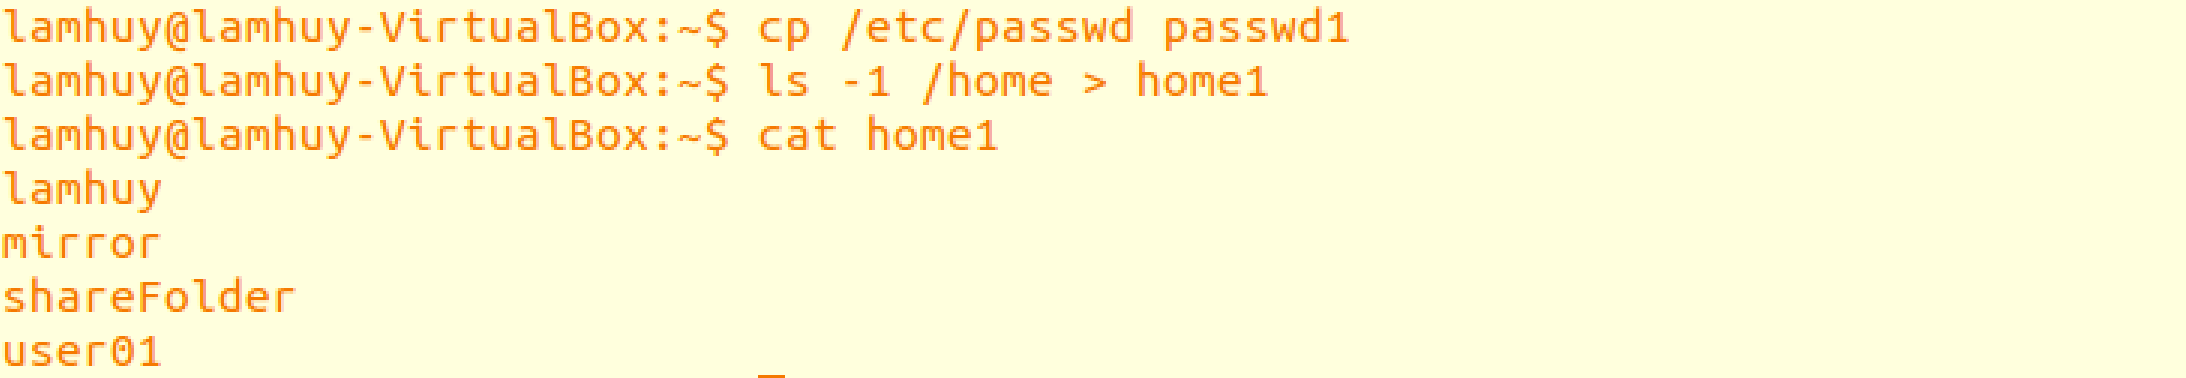 lamhuy@lamhuy-VirtualBox:~$ cp /etc/passwd passwd1
lamhuy@lamhuy-VirtualBox:~$ ls -1 /home > home1
lamhuy@lamhuy-VirtualBox:~$ cat home1
lamhuy
mirror
shareFolder
user01